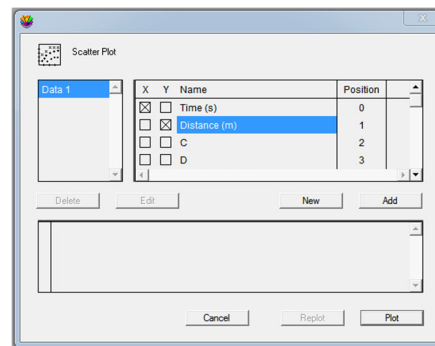 Scatter Plot
Data 1
X Y Name Position
Time (s) 0
Distance (m) 1
C 2
D 3
Delete Edit New Add
Cancel Replot Plot